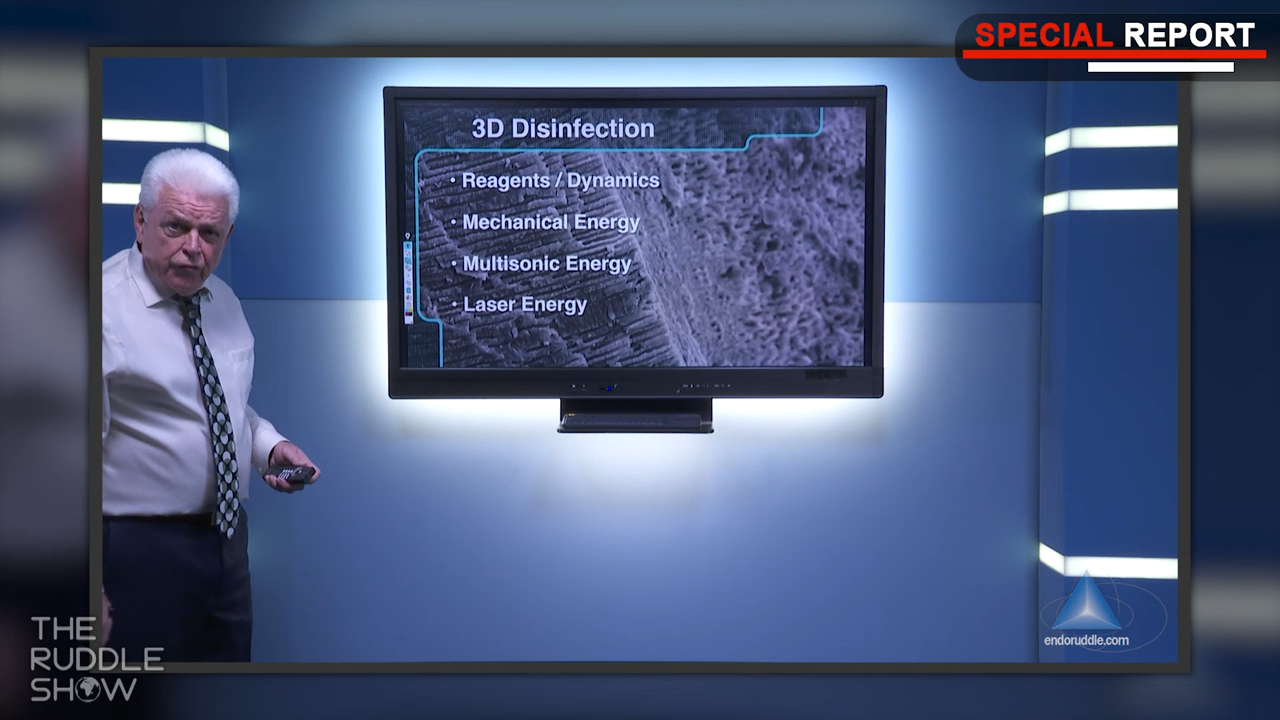 SPECIAL REPORT
3D Disinfection
• Reagents / Dynamics
• Mechanical Energy
• Multisonic Energy
• Laser Energy
endoruddle.com
THE
RUDDLE
SHOW